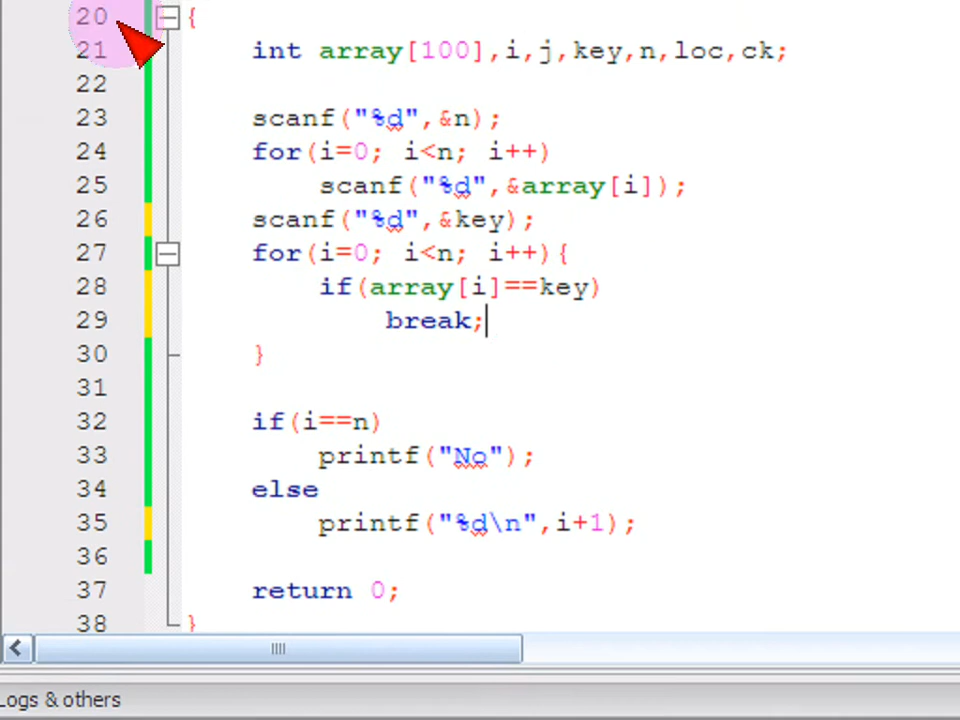 20 {
21 int array[100],i,j,key,n,loc,ck;
22
23 scanf("%d",&n);
24 for(i=0; i<n; i++)
25 scanf("%d",&array[i]);
26 scanf("%d",&key);
27 for(i=0; i<n; i++){
28 if(array[i]==key)
29 break;
30 }
31
32 if(i==n)
33 printf("No");
34 else
35 printf("%d\n",i+1);
36
37 return 0;
38 }
Logs & others